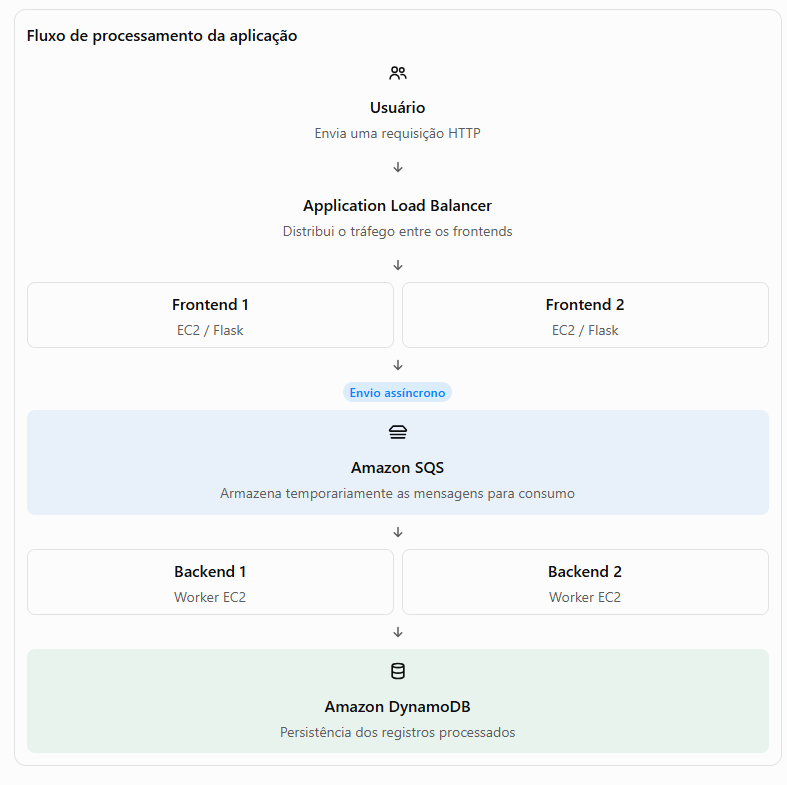 Fluxo de processamento da aplicação
Usuário
Envia uma requisição HTTP
Application Load Balancer
Distribui o tráfego entre os frontends
Frontend 1
EC2 / Flask
Frontend 2
EC2 / Flask
Envio assíncrono
Amazon SQS
Armazena temporariamente as mensagens para consumo
Backend 1
Worker EC2
Backend 2
Worker EC2
Amazon DynamoDB
Persistência dos registros processados